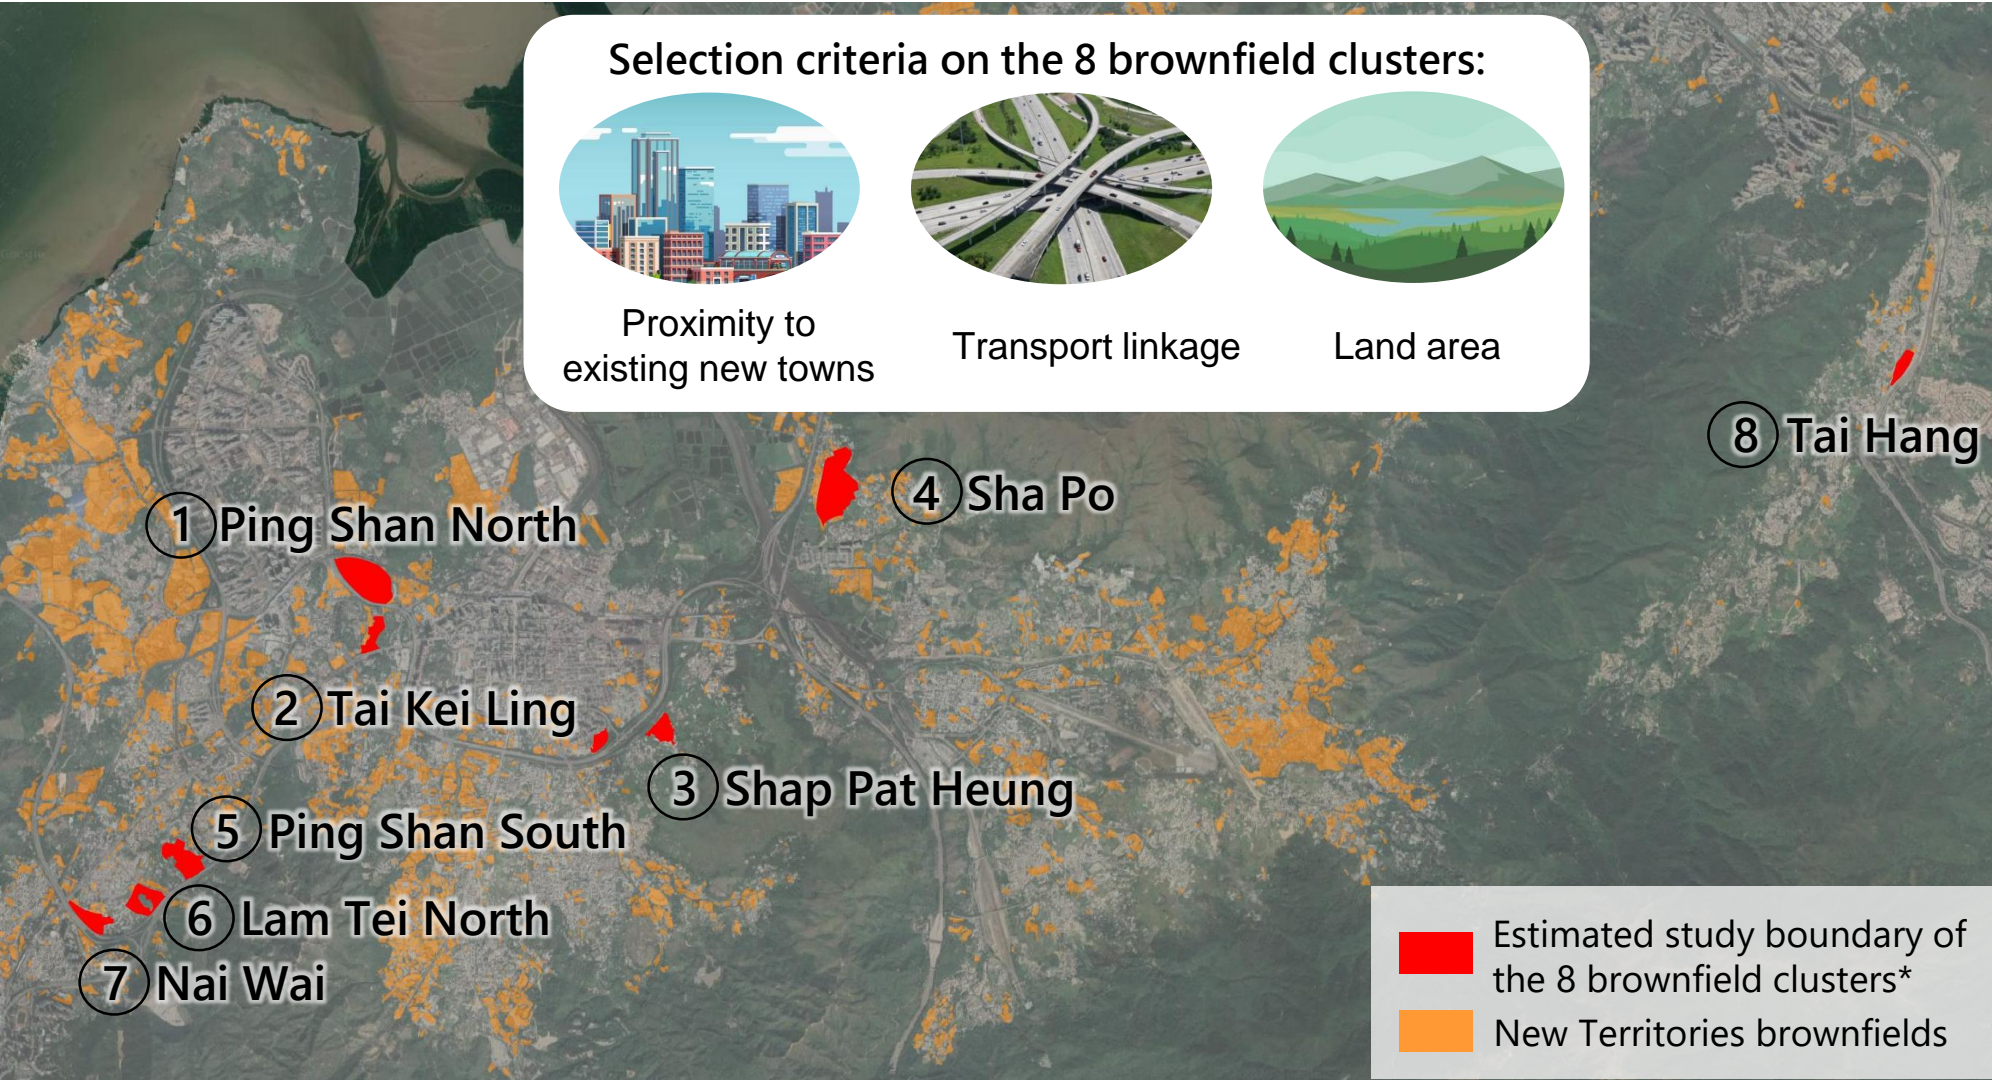 Selection criteria on the 8 brownfield clusters:
Proximity to
existing new towns
Transport linkage
Land area
8 Tai Hang
4 Sha Po
1 Ping Shan North
2 Tai Kei Ling
3 Shap Pat Heung
5 Ping Shan South
6 Lam Tei North
7 Nai Wai
Estimated study boundary of
the 8 brownfield clusters*
New Territories brownfields